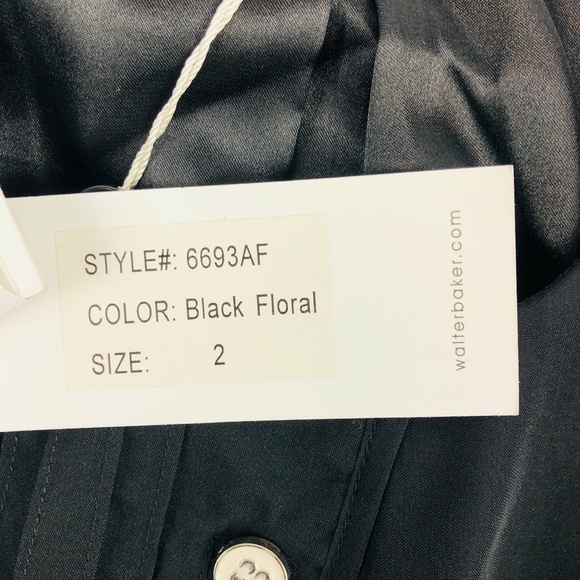 STYLE#: 6693AF
COLOR: Black Floral
SIZE: 2
walterbaker.com